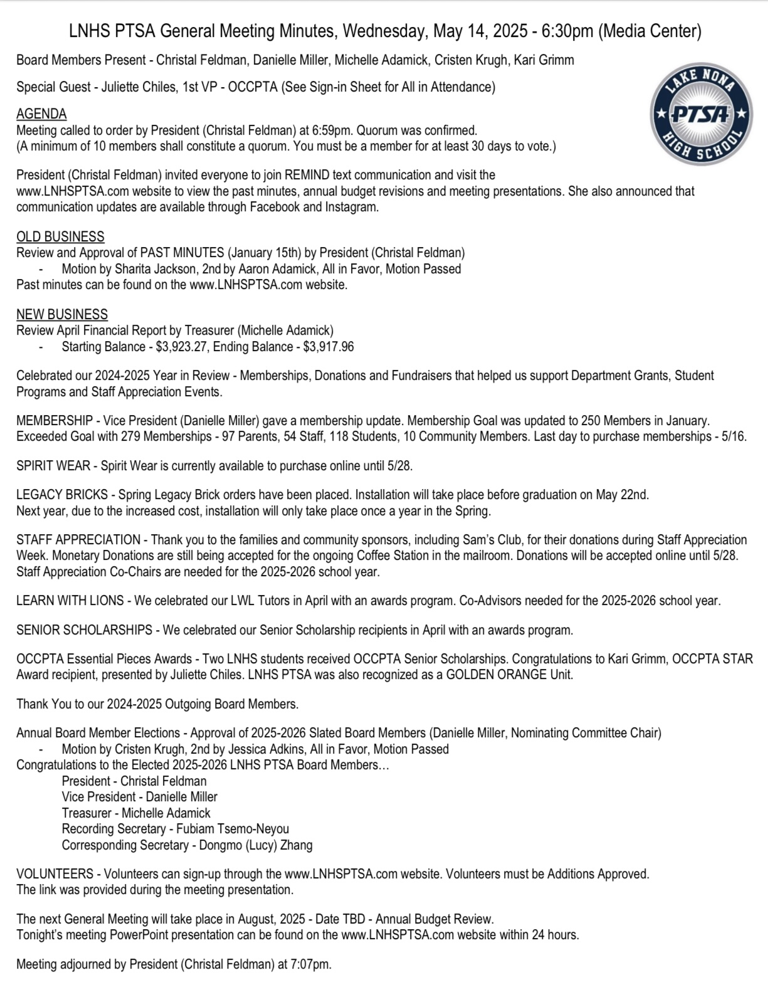 LNHS PTSA General Meeting Minutes, Wednesday, May 14, 2025 - 6:30pm (Media Center)
Board Members Present - Christal Feldman, Danielle Miller, Michelle Adamick, Cristen Krugh, Kari Grimm
Special Guest - Juliette Chiles, 1st VP - OCCPTA (See Sign-in Sheet for All in Attendance)
LAKE NONA
PTSA
HIGH SCHOOL
AGENDA
Meeting called to order by President (Christal Feldman) at 6:59pm. Quorum was confirmed.
(A minimum of 10 members shall constitute a quorum. You must be a member for at least 30 days to vote.)
President (Christal Feldman) invited everyone to join REMIND text communication and visit the
www.LNHSPTSA.com website to view the past minutes, annual budget revisions and meeting presentations. She also announced that
communication updates are available through Facebook and Instagram.
OLD BUSINESS
Review and Approval of PAST MINUTES (January 15th) by President (Christal Feldman)
- Motion by Sharita Jackson, 2nd by Aaron Adamick, All in Favor, Motion Passed
Past minutes can be found on the www.LNHSPTSA.com website.
NEW BUSINESS
Review April Financial Report by Treasurer (Michelle Adamick)
- Starting Balance - $3,923.27, Ending Balance - $3,917.96
Celebrated our 2024-2025 Year in Review - Memberships, Donations and Fundraisers that helped us support Department Grants, Student
Programs and Staff Appreciation Events.
MEMBERSHIP - Vice President (Danielle Miller) gave a membership update. Membership Goal was updated to 250 Members in January.
Exceeded Goal with 279 Memberships - 97 Parents, 54 Staff, 118 Students, 10 Community Members. Last day to purchase memberships - 5/16.
SPIRIT WEAR - Spirit Wear is currently available to purchase online until 5/28.
LEGACY BRICKS - Spring Legacy Brick orders have been placed. Installation will take place before graduation on May 22nd.
Next year, due to the increased cost, installation will only take place once a year in the Spring.
STAFF APPRECIATION - Thank you to the families and community sponsors, including Sam's Club, for their donations during Staff Appreciation
Week. Monetary Donations are still being accepted for the ongoing Coffee Station in the mailroom. Donations will be accepted online until 5/28.
Staff Appreciation Co-Chairs are needed for the 2025-2026 school year.
LEARN WITH LIONS - We celebrated our LWL Tutors in April with an awards program. Co-Advisors needed for the 2025-2026 school year.
SENIOR SCHOLARSHIPS - We celebrated our Senior Scholarship recipients in April with an awards program.
OCCPTA Essential Pieces Awards - Two LNHS students received OCCPTA Senior Scholarships. Congratulations to Kari Grimm, OCCPTA STAR
Award recipient, presented by Juliette Chiles. LNHS PTSA was also recognized as a GOLDEN ORANGE Unit.
Thank You to our 2024-2025 Outgoing Board Members.
Annual Board Member Elections - Approval of 2025-2026 Slated Board Members (Danielle Miller, Nominating Committee Chair)
- Motion by Cristen Krugh, 2nd by Jessica Adkins, All in Favor, Motion Passed
Congratulations to the Elected 2025-2026 LNHS PTSA Board Members…
President - Christal Feldman
Vice President - Danielle Miller
Treasurer - Michelle Adamick
Recording Secretary - Fubiam Tsemo-Neyou
Corresponding Secretary - Dongmo (Lucy) Zhang
VOLUNTEERS - Volunteers can sign-up through the www.LNHSPTSA.com website. Volunteers must be Additions Approved.
The link was provided during the meeting presentation.
The next General Meeting will take place in August, 2025 - Date TBD - Annual Budget Review.
Tonight's meeting PowerPoint presentation can be found on the www.LNHSPTSA.com website within 24 hours.
Meeting adjourned by President (Christal Feldman) at 7:07pm.